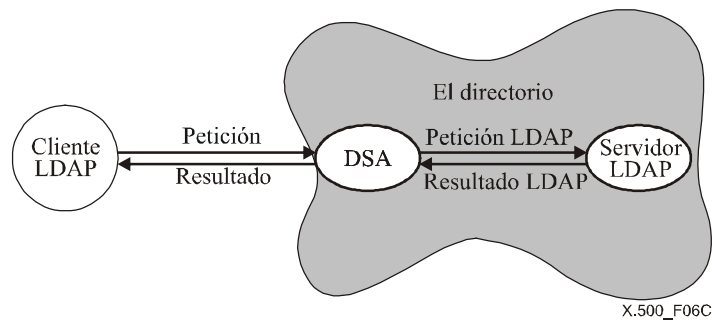 El directorio
Cliente
LDAP
Petición
Resultado
DSA
Petición LDAP
Resultado LDAP
Servidor
LDAP
X.500_F06C